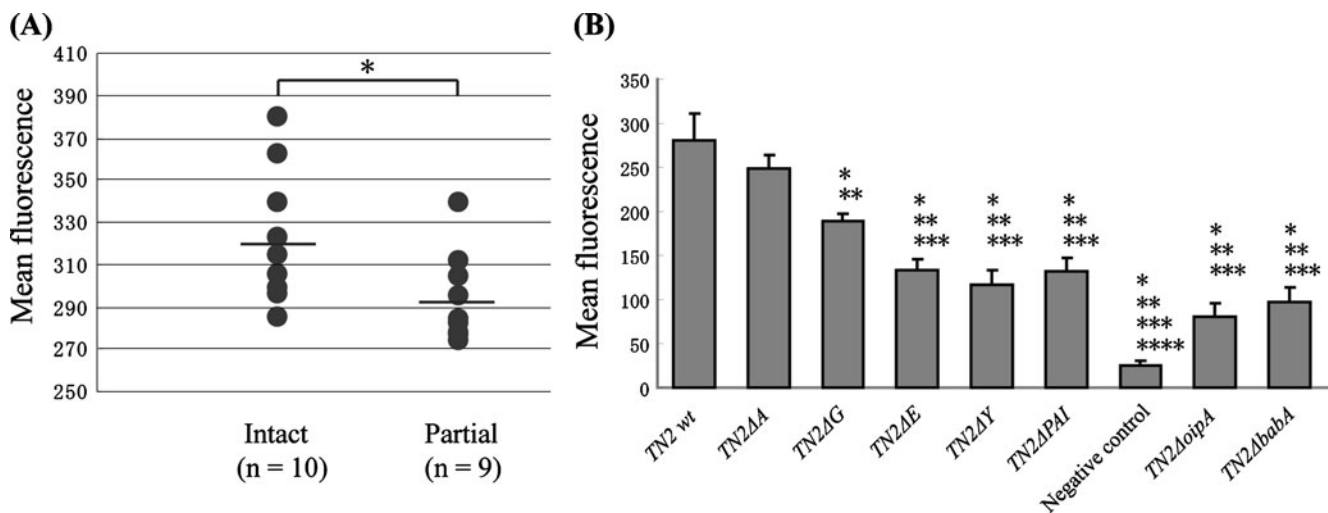 (A)
Mean fluorescence
410
390
370
350
330
310
290
270
250
*
Intact
(n = 10)
Partial
(n = 9)
(B)
Mean fluorescence
350
300
250
200
150
100
50
0
*
**
*
**
***
*
**
***
*
**
***
*
**
***
****
*
**
***
*
**
***
TN2 wt
TN2ΔA
TN2ΔG
TN2ΔE
TN2ΔY
TN2ΔPAI
Negative control
TN2ΔoipA
TN2ΔbabA